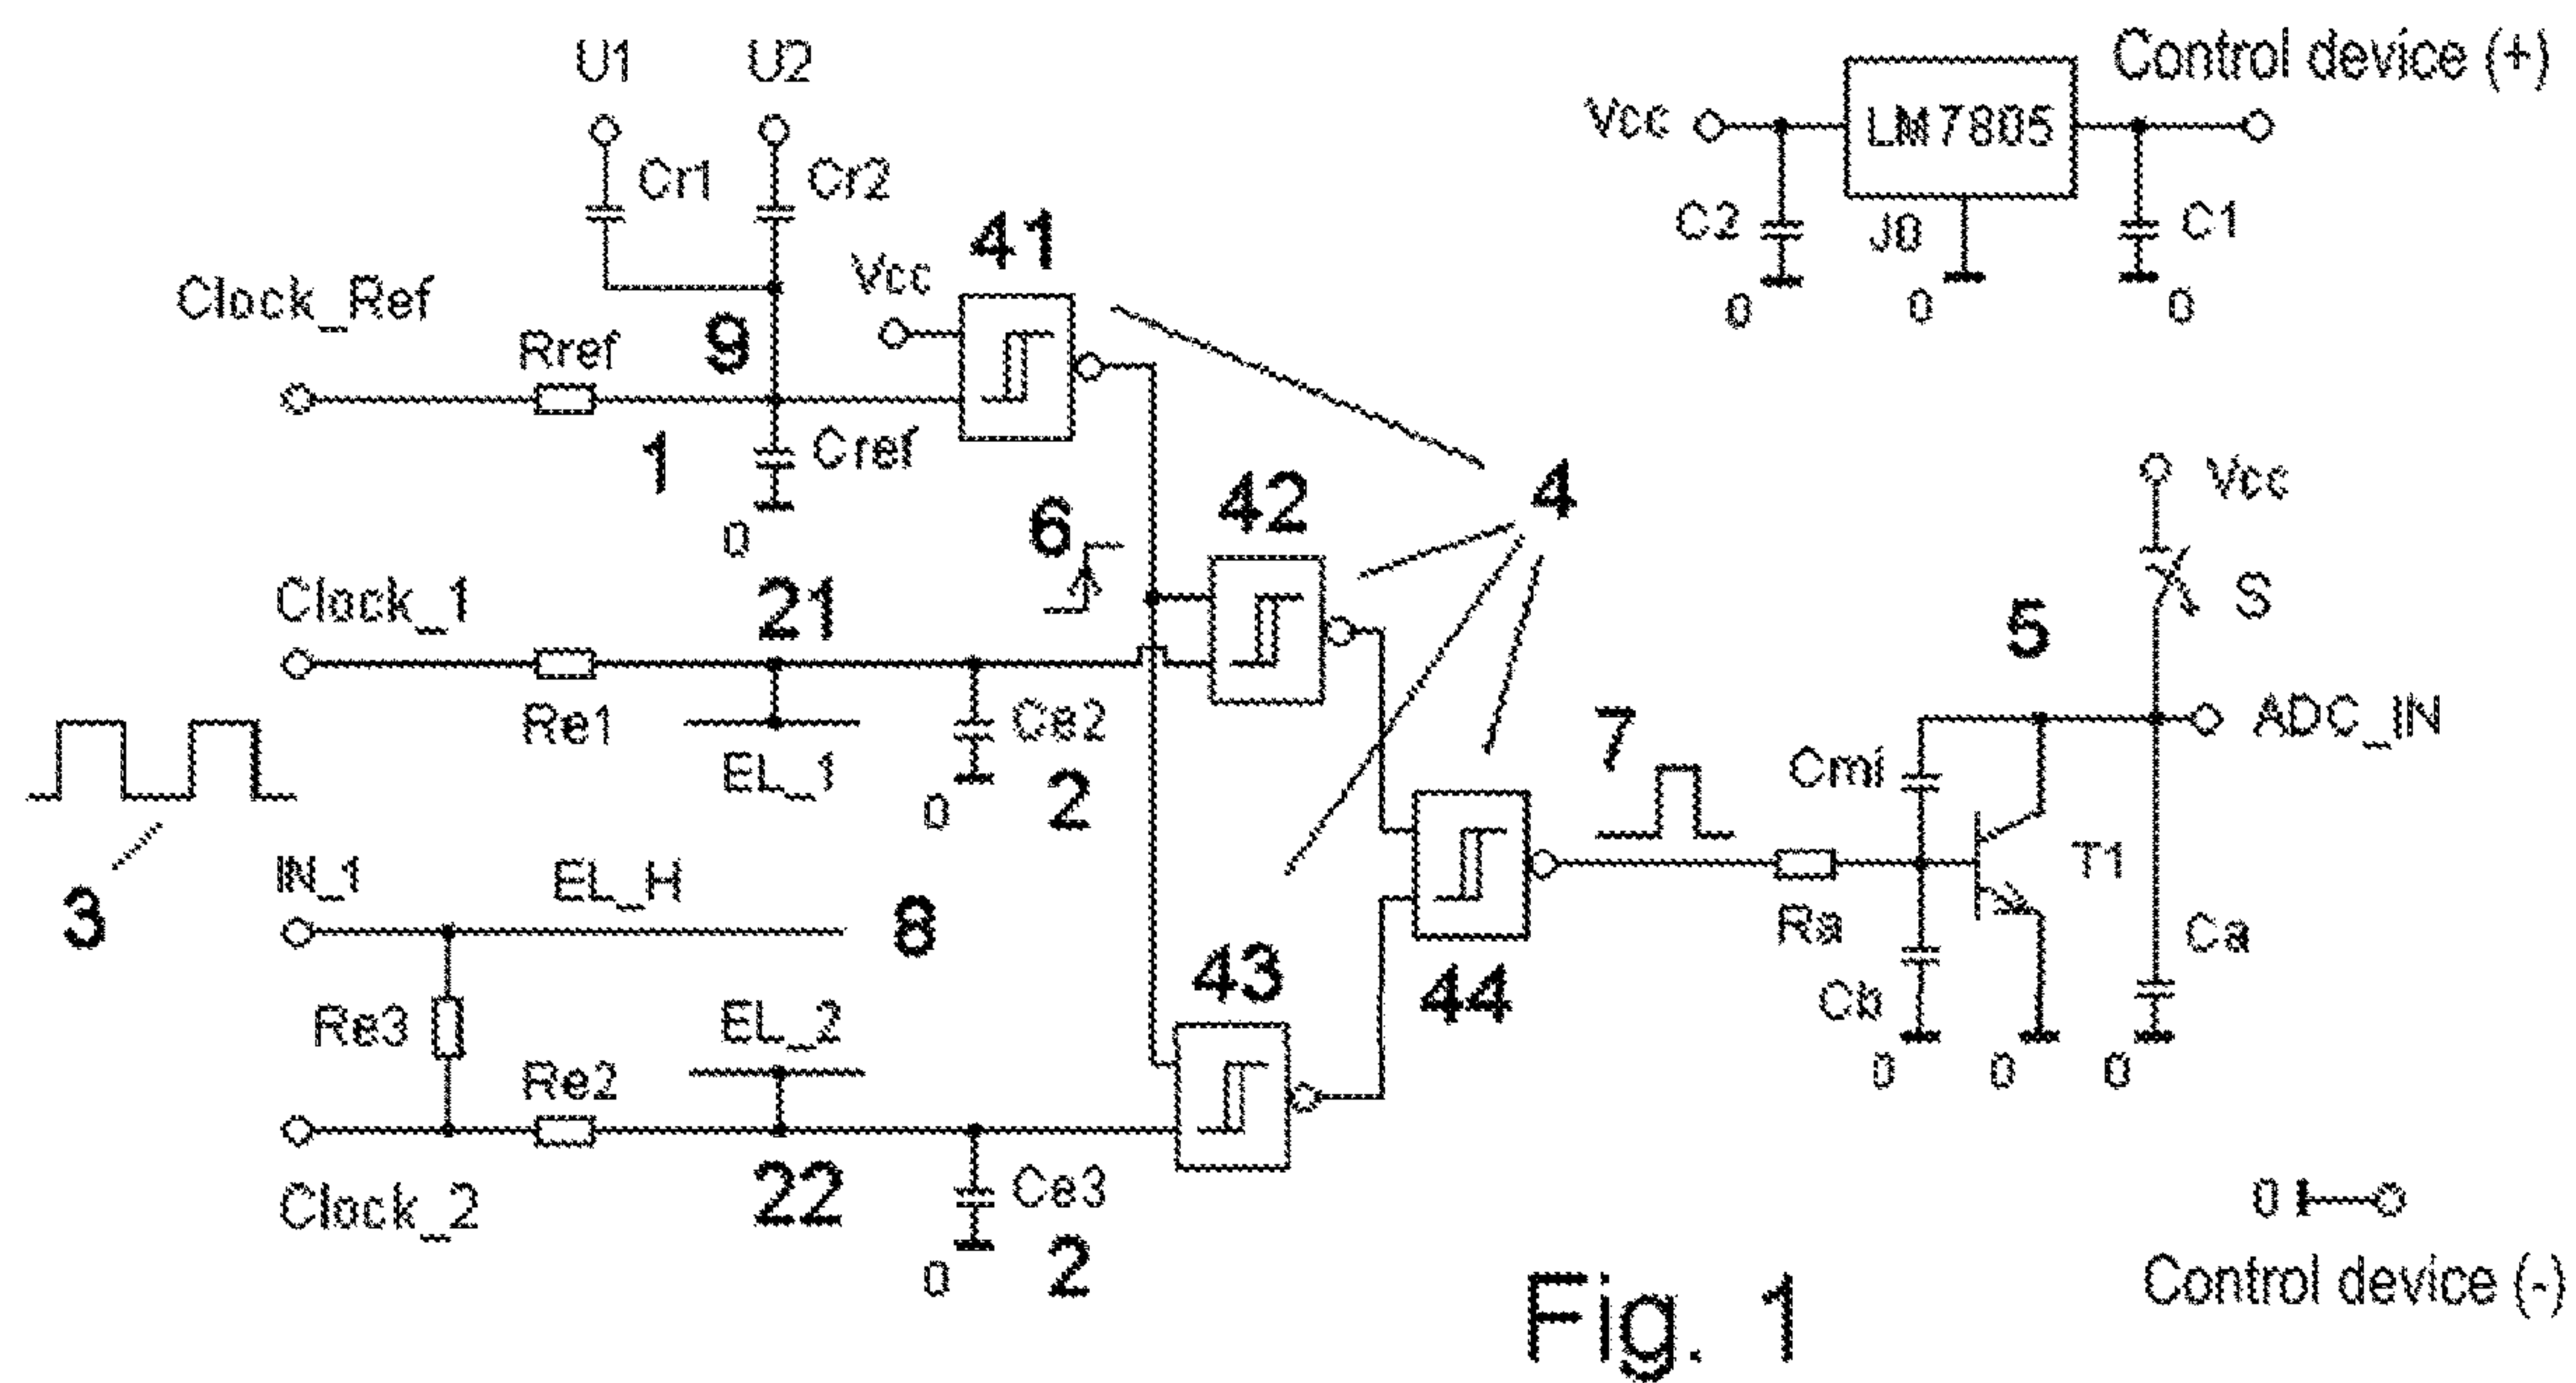 U1
U2
Control device (+)
Vcc
LM7805
Cr1
Cr2
C2
J0
C1
0
0
0
41
Vcc
Clock_Ref
Rref
9
1
Cref
0
6
42
4
Vcc
S
Clock_1
21
5
Re1
EL_1
Ce2
0
2
7
Cmi
ADC_IN
3
IN_1
EL_H
8
T1
Ra
Ca
43
44
Cb
0
0
0
Re3
EL_2
Re2
22
Ce3
0
2
Clock_2
0
Control device (-)
Fig. 1